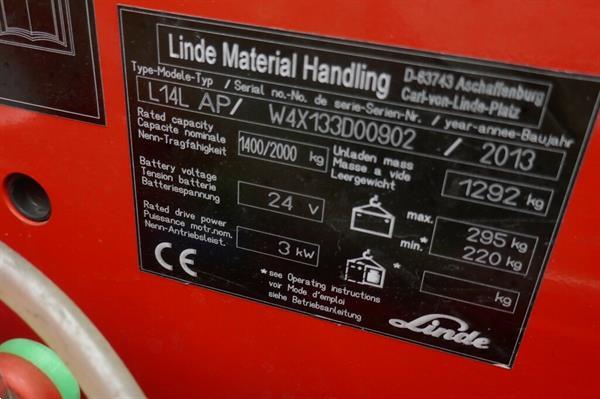 Linde Material Handling
D-63743 Aschaffenburg
Carl-von-Linde-Platz
Type-Modele-Typ / Serial no.-No. de serie-Serien-Nr. / year-annee-Baujahr
L14L AP / W4X133D00902 / 2013
Rated capacity
Capacite nominale
Nenn-Tragfähigkeit
1400/2000 kg
Unladen mass
Masse a vide
Leergewicht
1292 kg
Battery voltage
Tension batterie
Batteriespannung
24 V
max. 295 kg
min.* 220 kg
Rated drive power
Puissance motr.nom.
Nenn-Antriebsleist.
3 kW
kg
CE
*see Operating instructions
voir Mode d'emploi
siehe Betriebsanleitung
Linde